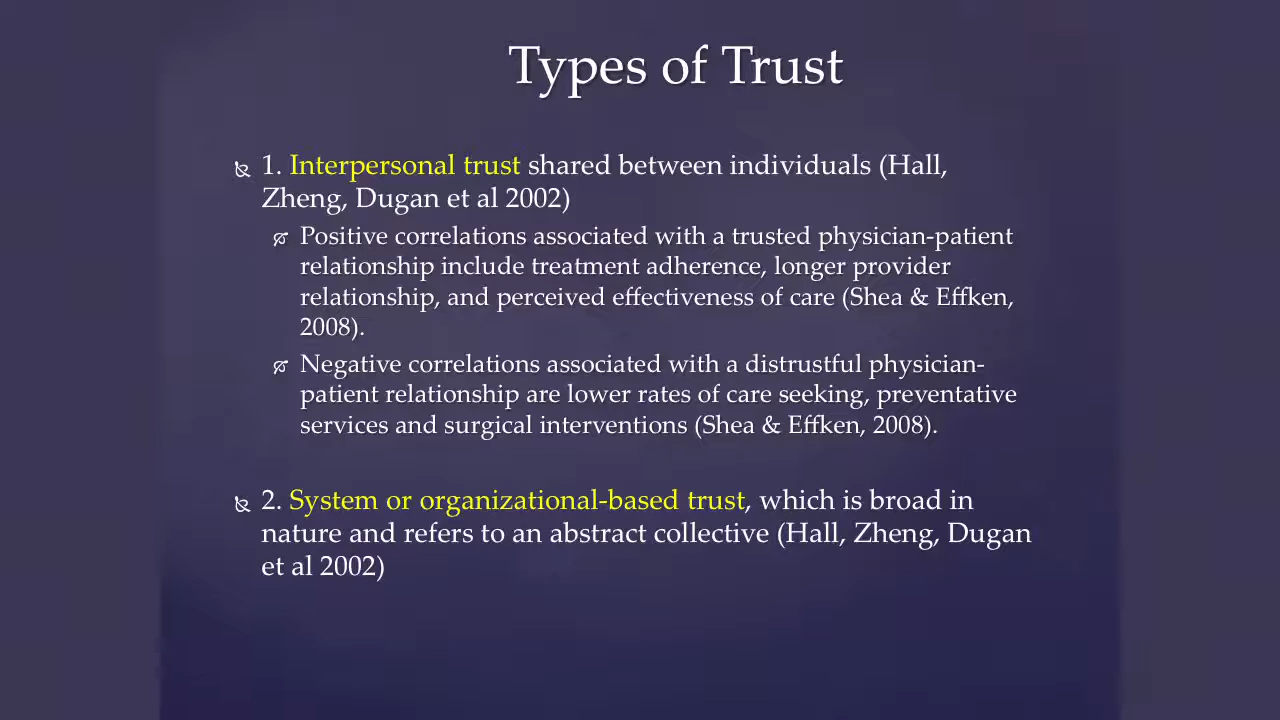 Types of Trust
1. Interpersonal trust shared between individuals (Hall,
Zheng, Dugan et al 2002)
Positive correlations associated with a trusted physician-patient
relationship include treatment adherence, longer provider
relationship, and perceived effectiveness of care (Shea & Effken,
2008).
Negative correlations associated with a distrustful physician-
patient relationship are lower rates of care seeking, preventative
services and surgical interventions (Shea & Effken, 2008).
2. System or organizational-based trust, which is broad in
nature and refers to an abstract collective (Hall, Zheng, Dugan
et al 2002)